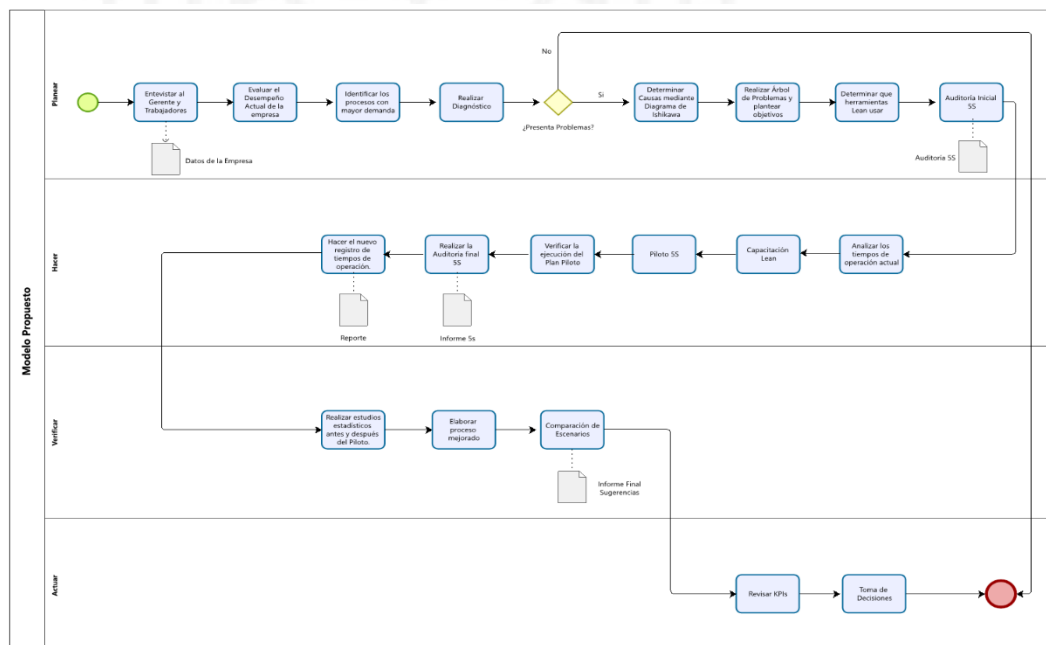 Modelo Propuesto
Planear
Entevistar al
Gerente y
Trabajadores
Datos de la Empresa
Evaluar el
Desempeño
Actual de la
empresa
Identificar los
procesos con
mayor demanda
Realizar
Diagnóstico
¿Presenta Problemas?
No
Si
Determinar
Causas mediante
Diagrama de
Ishikawa
Realizar Árbol
de Problemas y
plantear
objetivos
Determinar que
herramientas
Lean usar
Auditoría Inicial
5S
Auditoría 5S
Hacer
Hacer el nuevo
registro de
tiempos de
operación.
Reporte
Realizar la
Auditoria final
5S
Informe 5s
Verificar la
ejecución del
Plan Piloto
Piloto 5S
Capacitación
Lean
Analizar los
tiempos de
operación actual
Verificar
Realizar estudios
estadísticos
antes y después
del Piloto.
Elaborar
proceso
mejorado
Comparación de
Escenarios
Informe Final
Sugerencias
Actuar
Revisar KPIs
Toma de
Decisiones